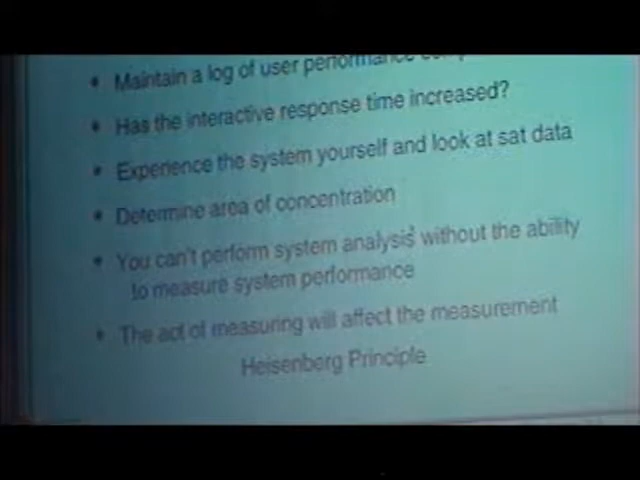 • Maintain a log of user performance
• Has the interactive response time increased?
• Experience the system yourself and look at sat data
• Determine area of concentration
• You can't perform system analysis without the ability
to measure system performance
• The act of measuring will affect the measurement
Heisenberg Principle